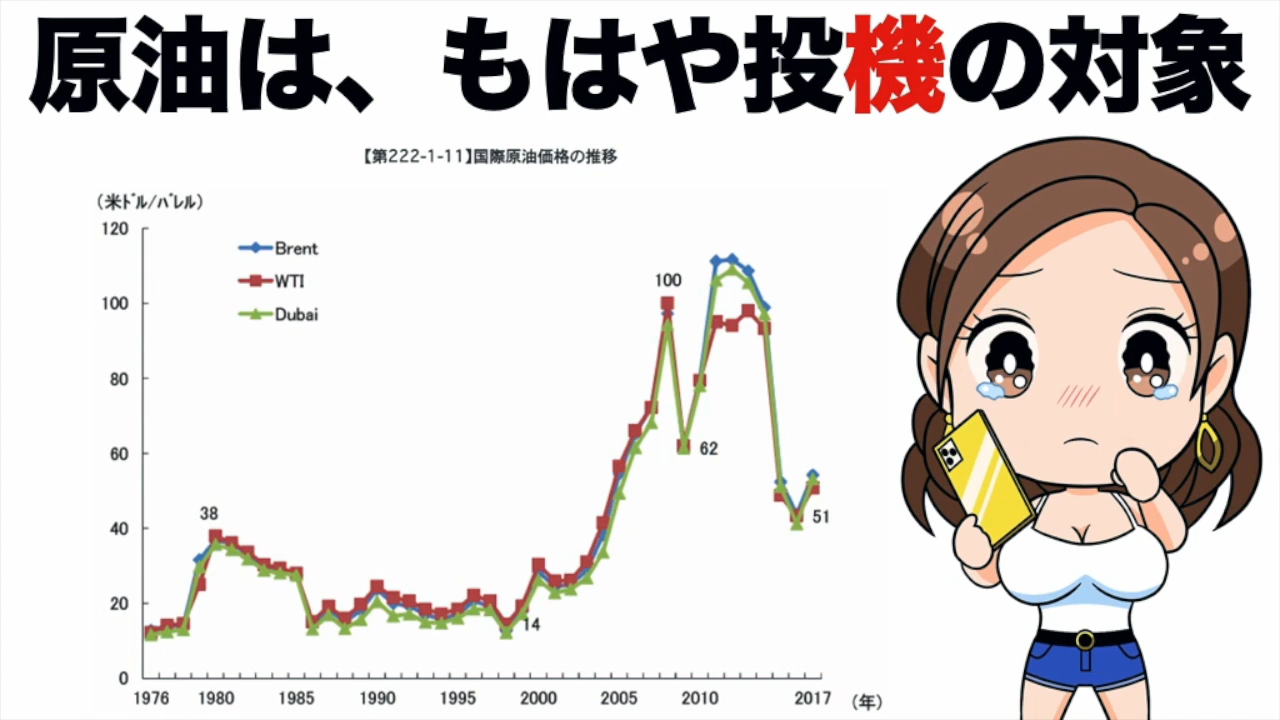 原油は、もはや投機の対象
【第222-1-11】国際原油価格の推移
（米ﾄﾞﾙ/ﾊﾞﾚﾙ）
120
Brent
WTI
Dubai
100
100
80
60
62
40
38
51
20
14
0
1976 1980 1985 1990 1995 2000 2005 2010 2017 （年）